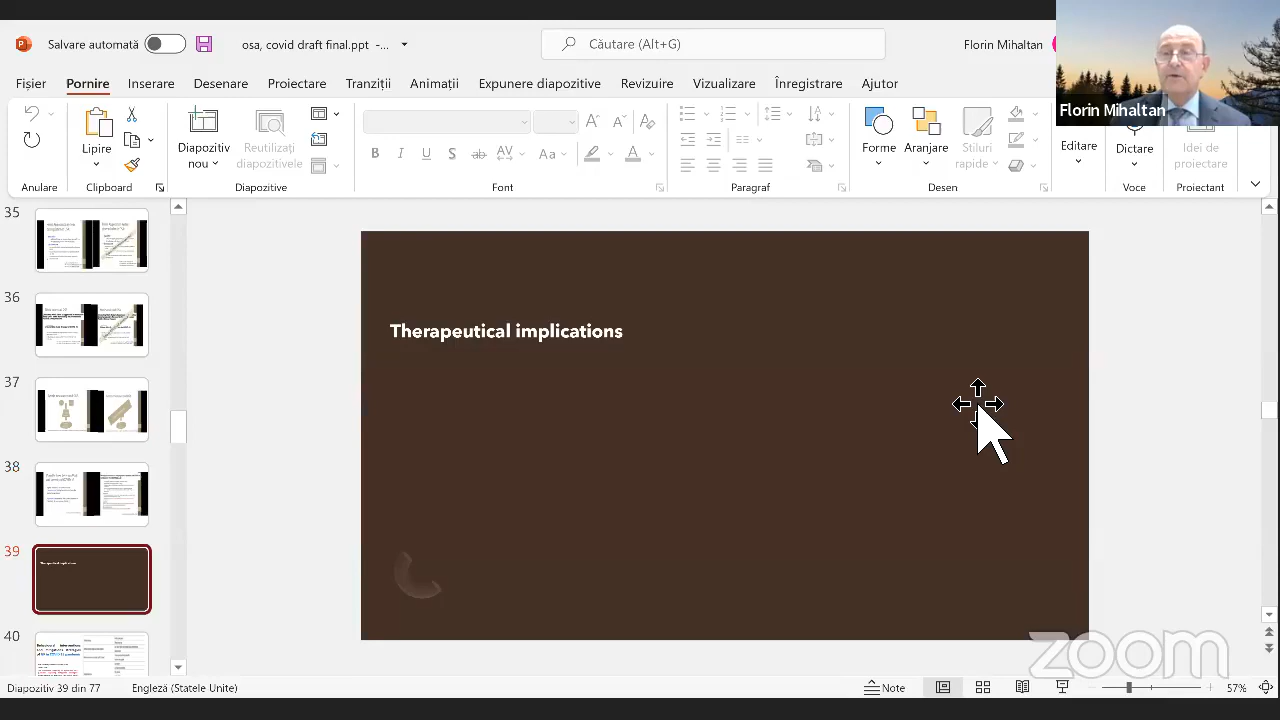 Salvare automată
osa, covid draft final.ppt -...
Căutare (Alt+G)
Florin Mihaltan
Florin Mihaltan
Fișier
Pornire
Inserare
Desenare
Proiectare
Tranziții
Animații
Expunere diapozitive
Revizuire
Vizualizare
Înregistrare
Ajutor
Lipire
Diapozitiv nou
Reutilizați diapozitivele
B I U S ab AV Aa A
Forme
Aranjare
Stiluri rapide
Editare
Dictare
Idei de proiectare
Anulare
Clipboard
Diapozitive
Font
Paragraf
Desen
Voce
Proiectant
35
36
37
38
39
40
Therapeutical implications
zoom
Diapozitiv 39 din 77
Engleză (Statele Unite)
Note
57%